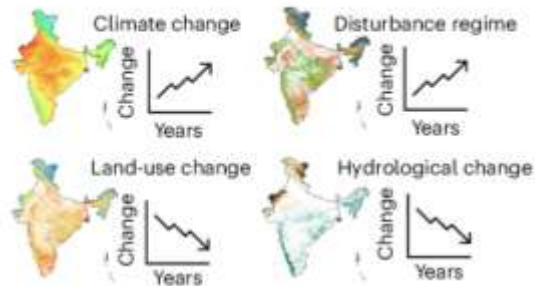 Climate change
Change
Years
Disturbance regime
Change
Years
Land-use change
Change
Years
Hydrological change
Change
Years